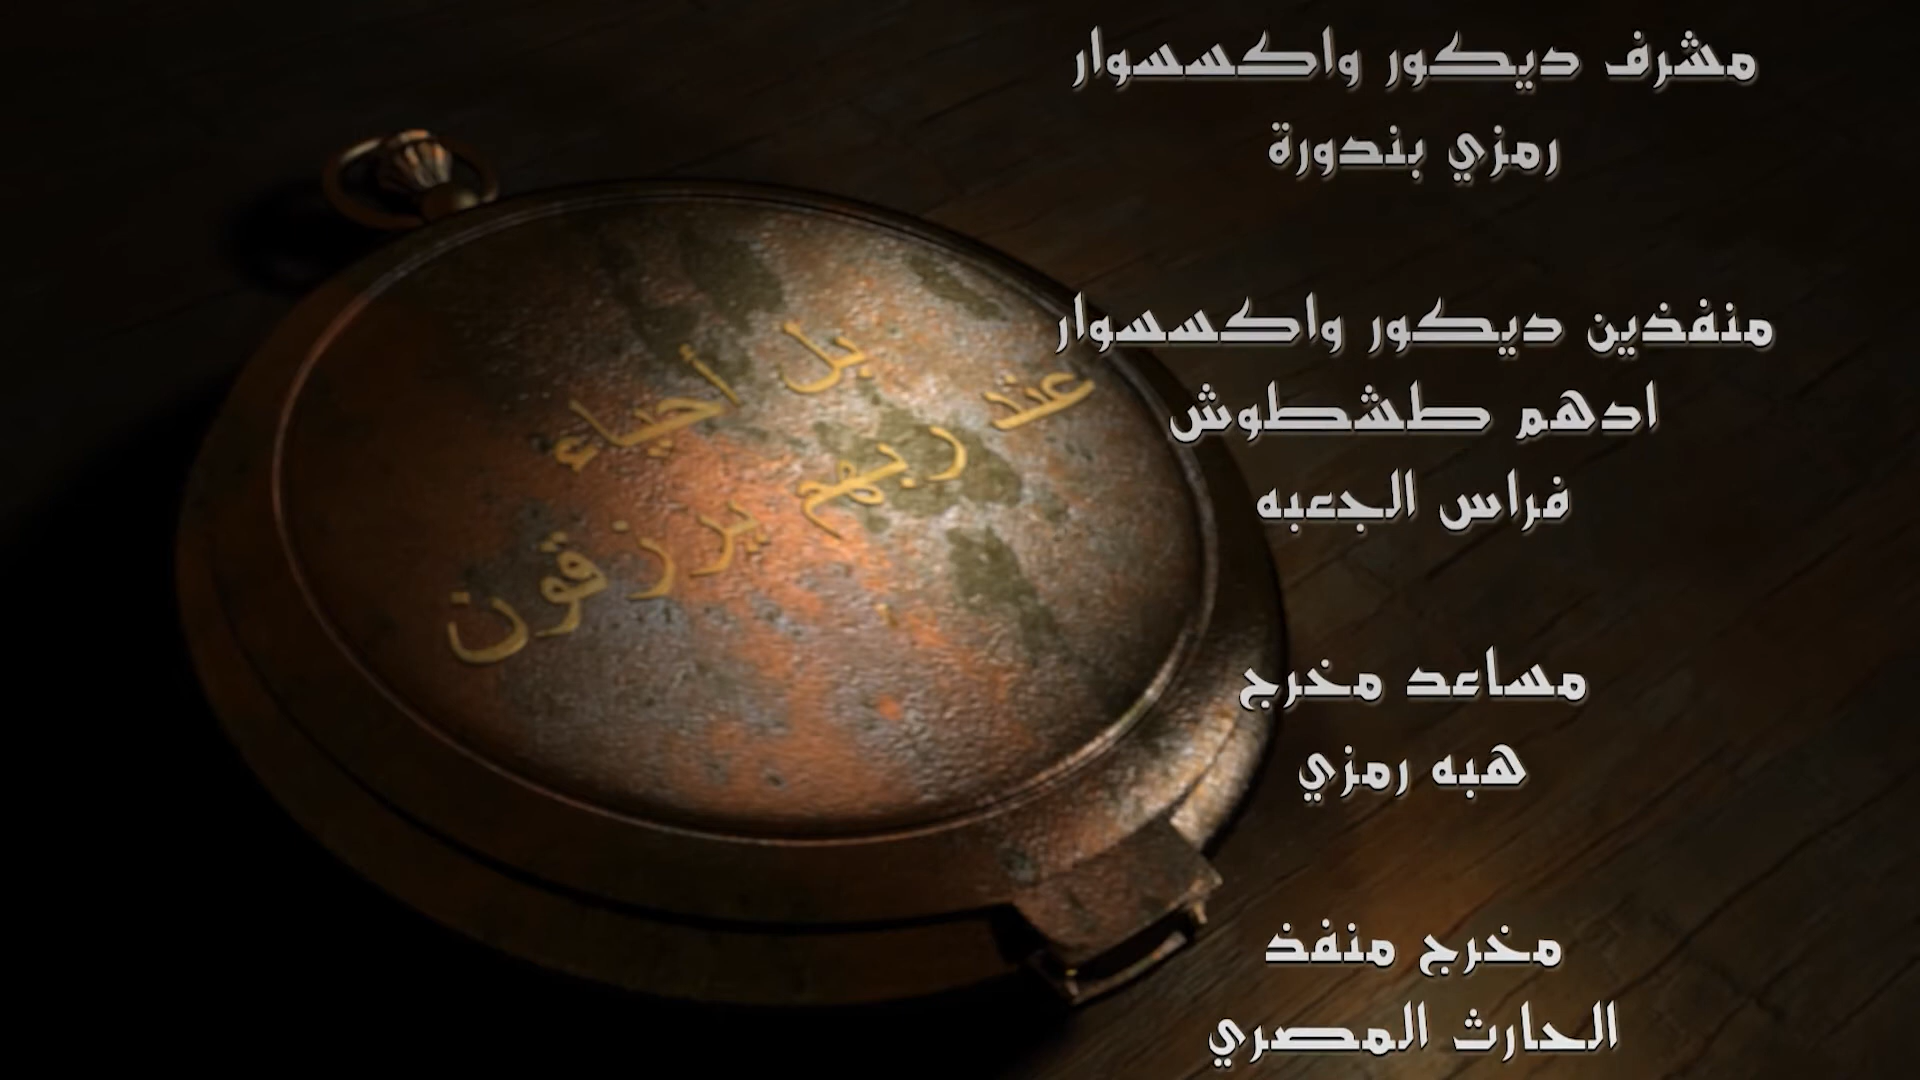 مشرف ديكور واكسسوار
رمزي بندورة
منفذين ديكور واكسسوار
ادهم طشطوش
فراس الجعبه
مساعد مخرج
هبه رمزي
مخرج منفذ
الحارث المصري
بل أحياء
عند ربهم يرزقون